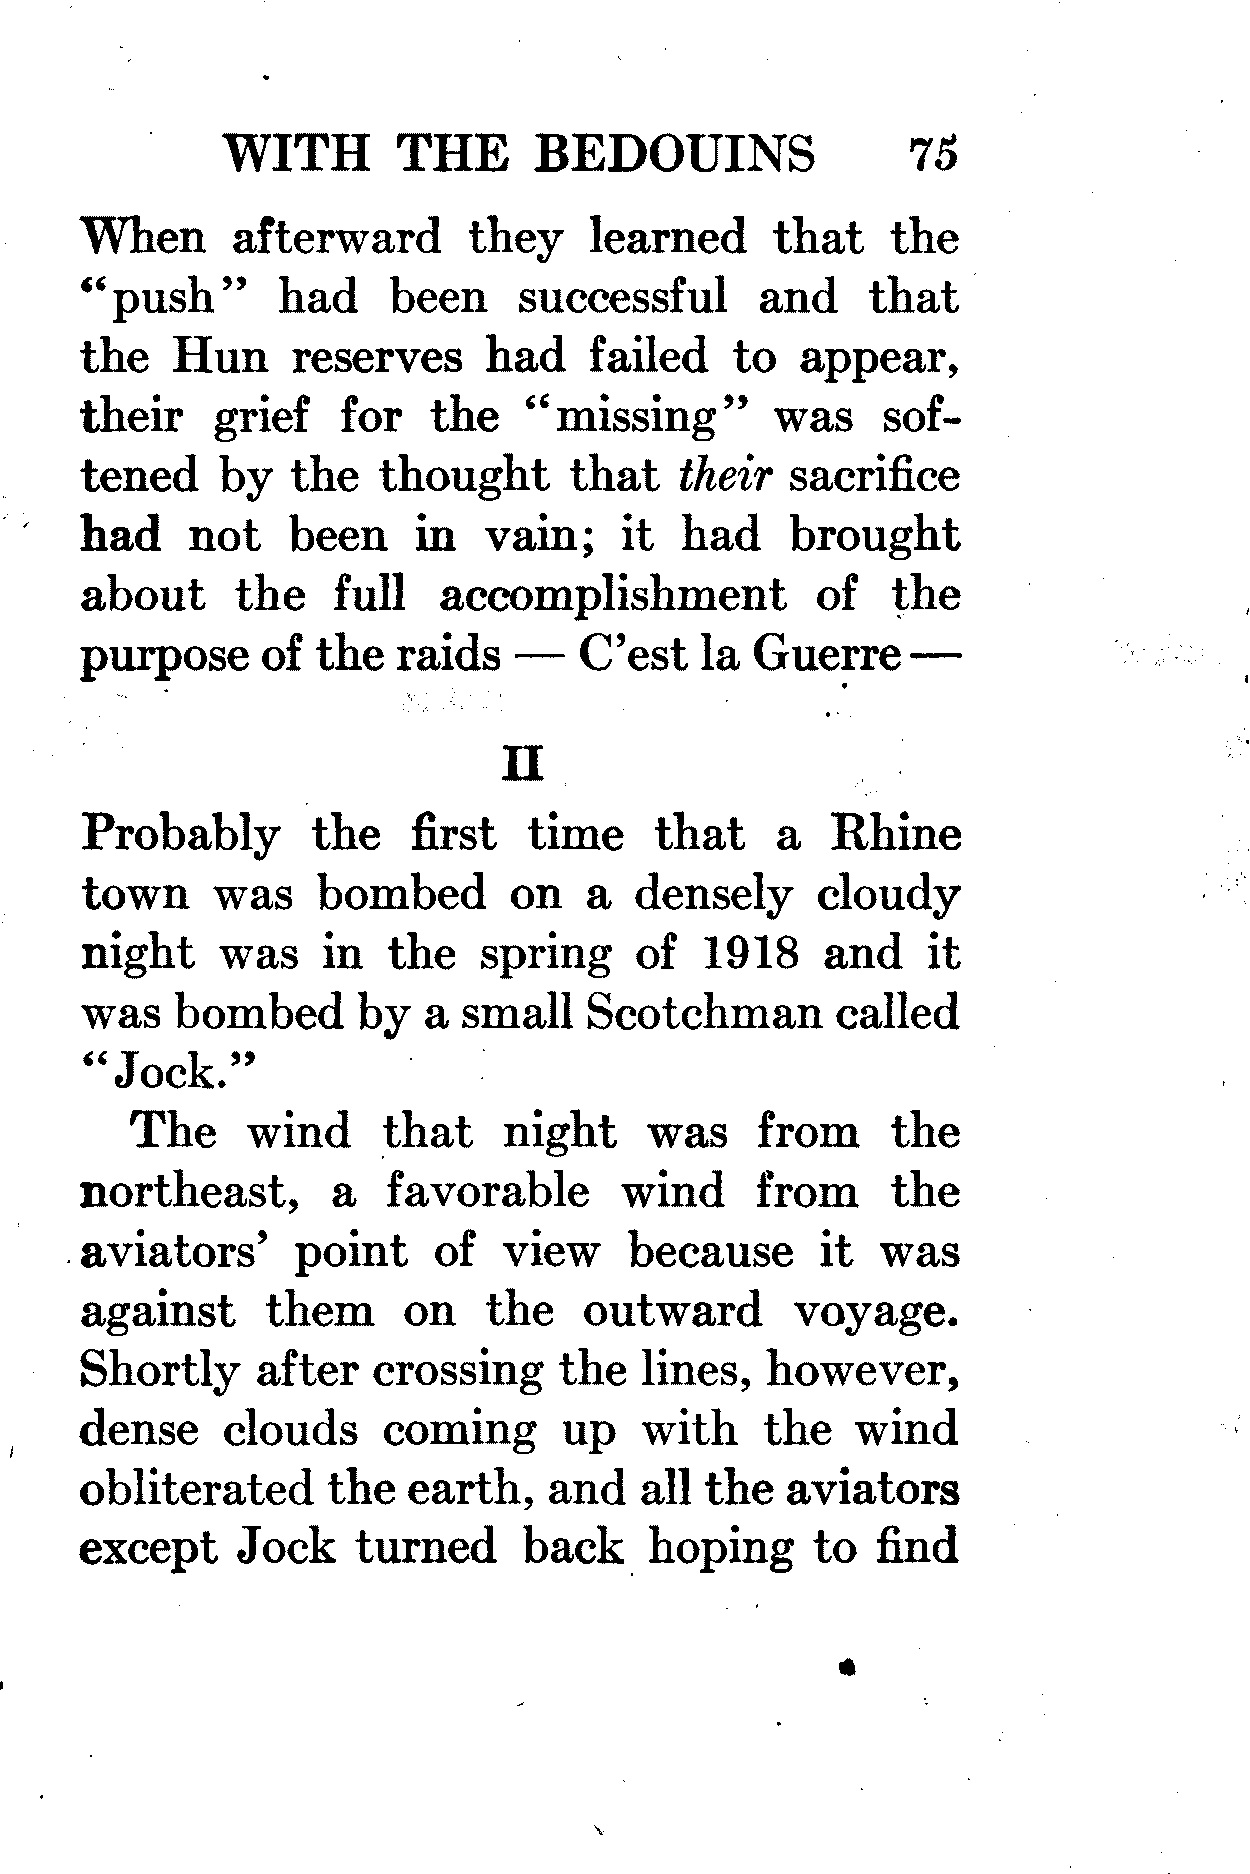 WITH THE BEDOUINS 75
When afterward they learned that the
“push” had been successful and that
the Hun reserves had failed to appear,
their grief for the “missing” was sof-
tened by the thought that their sacrifice
had not been in vain; it had brought
about the full accomplishment of the
purpose of the raids — C’est la Guerre —
II
Probably the first time that a Rhine
town was bombed on a densely cloudy
night was in the spring of 1918 and it
was bombed by a small Scotchman called
“Jock.”
The wind that night was from the
northeast, a favorable wind from the
aviators’ point of view because it was
against them on the outward voyage.
Shortly after crossing the lines, however,
dense clouds coming up with the wind
obliterated the earth, and all the aviators
except Jock turned back hoping to find